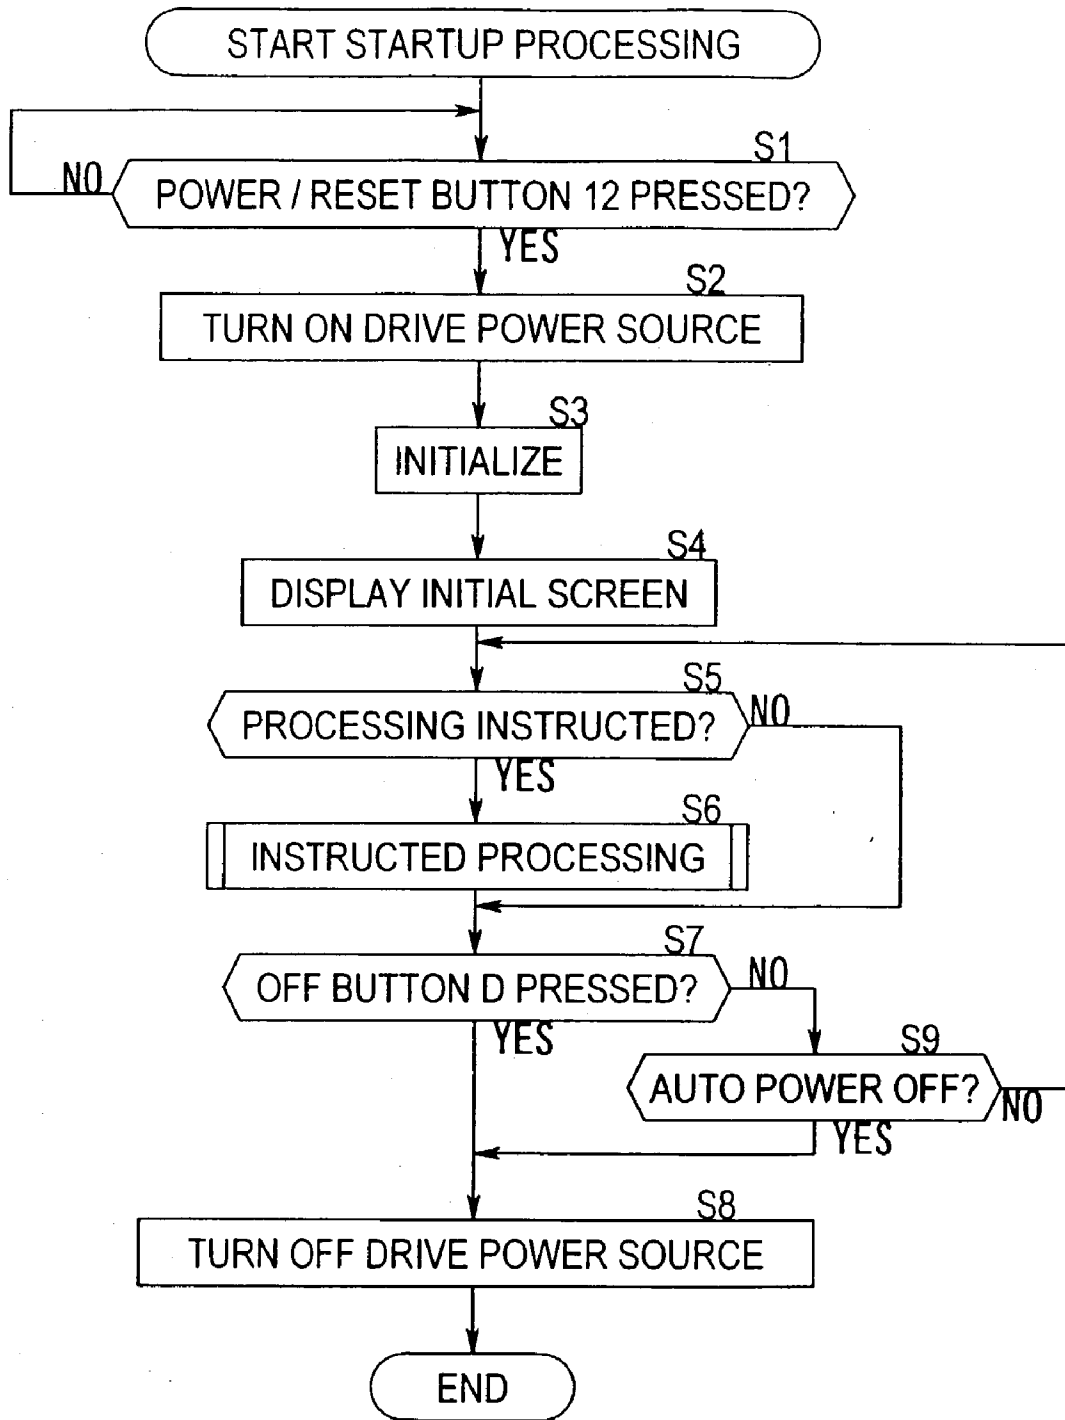 START STARTUP PROCESSING
S1
NO
POWER / RESET BUTTON 12 PRESSED?
YES
S2
TURN ON DRIVE POWER SOURCE
S3
INITIALIZE
S4
DISPLAY INITIAL SCREEN
S5
PROCESSING INSTRUCTED?
NO
YES
S6
INSTRUCTED PROCESSING
S7
OFF BUTTON D PRESSED?
NO
YES
S9
AUTO POWER OFF?
NO
YES
S8
TURN OFF DRIVE POWER SOURCE
END